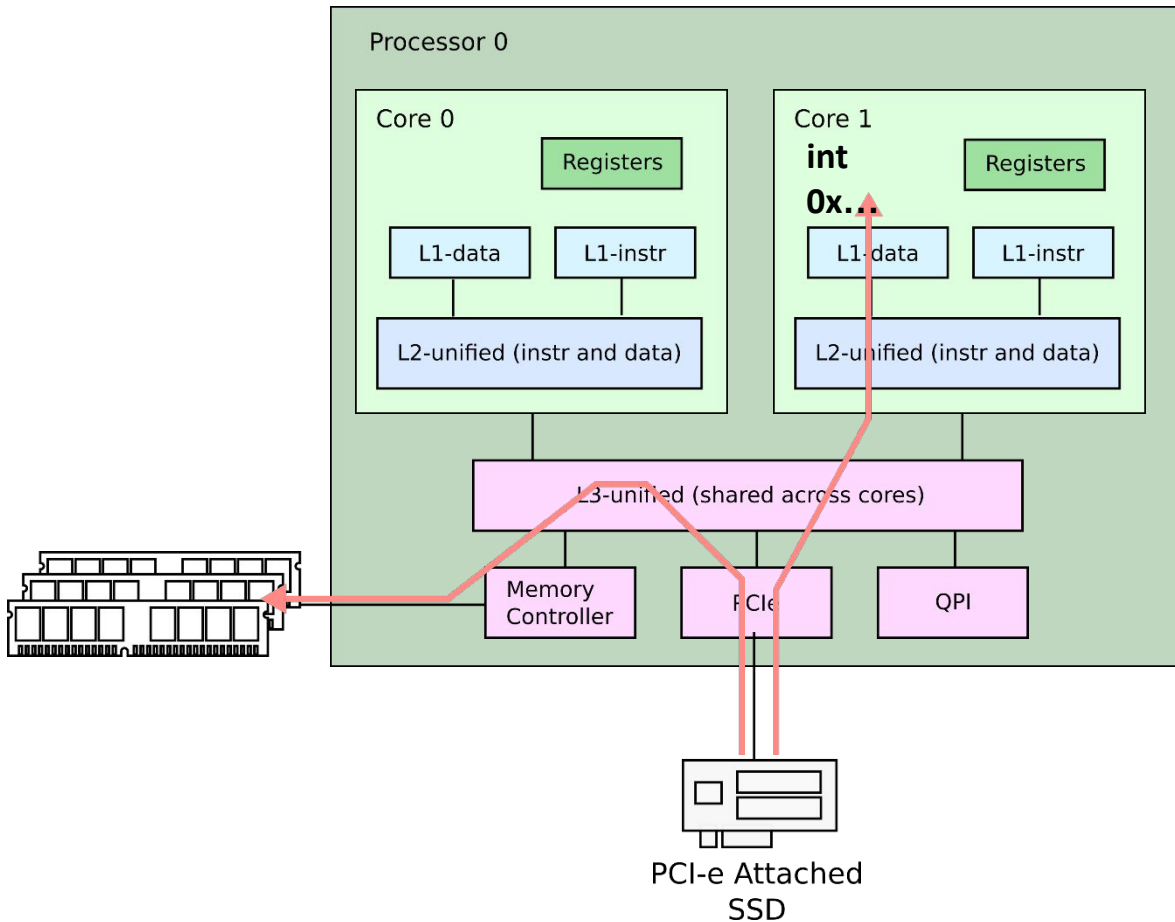 Processor 0
Core 0
Registers
L1-data
L1-instr
L2-unified (instr and data)
Core 1
int
0x...
Registers
L1-data
L1-instr
L2-unified (instr and data)
L3-unified (shared across cores)
Memory
Controller
PCIe
QPI
PCI-e Attached
SSD